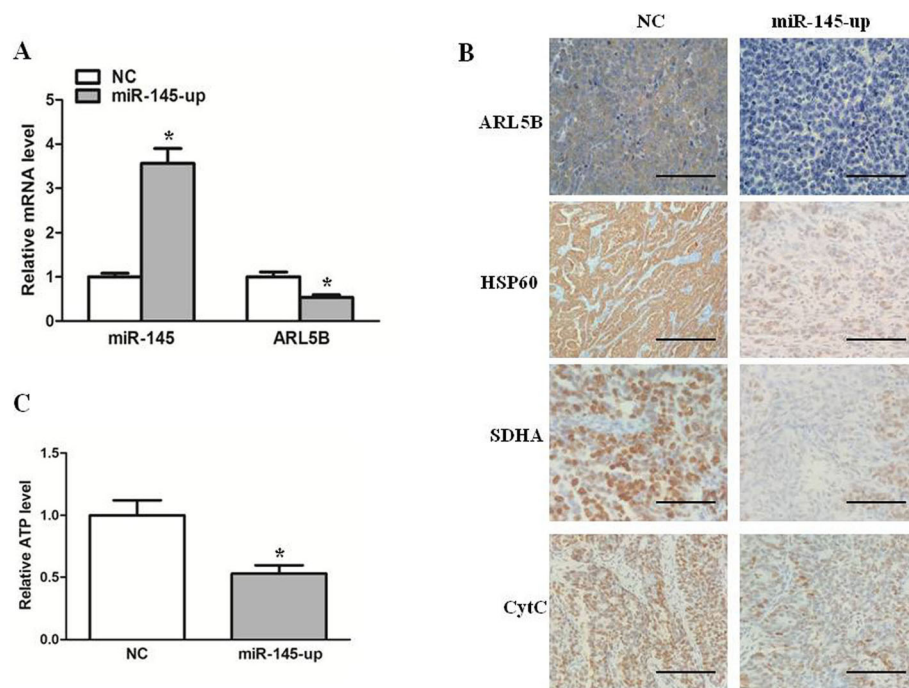 A
NC
miR-145-up
Relative mRNA level
5
4
3
2
1
0
*
*
miR-145
ARL5B
B
NC
miR-145-up
ARL5B
HSP60
SDHA
CytC
C
Relative ATP level
1.5
1.0
0.5
0.0
*
NC
miR-145-up